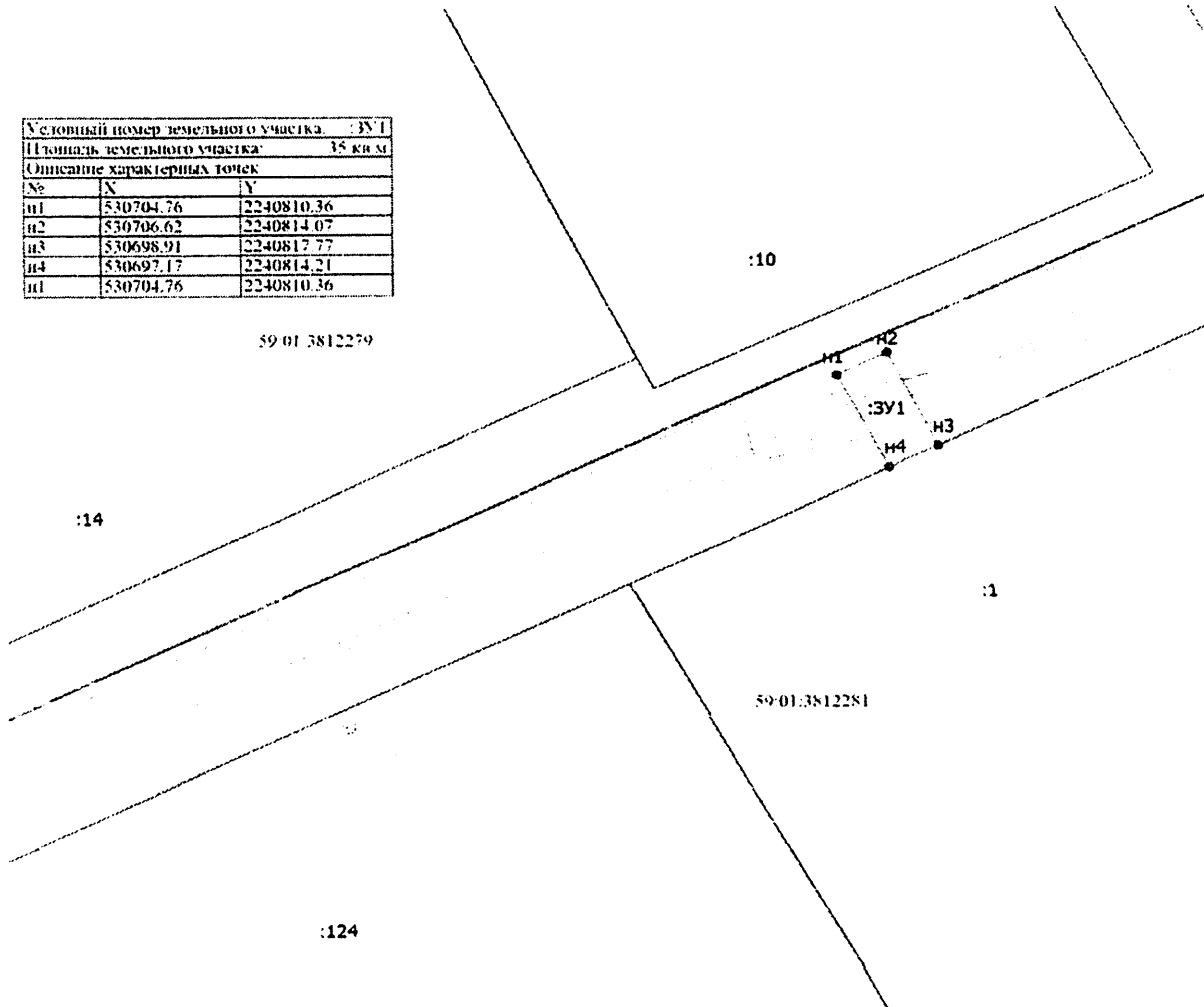 Условный номер земельного участка: :ЗУ1
Площадь земельного участка: 35 кв м
Описание характерных точек
№ X Y
н1 530704.76 2240810.36
н2 530706.62 2240814.07
н3 530698.91 2240817.77
н4 530697.17 2240814.21
н1 530704.76 2240810.36
:10
59:01:3812279
н2
н1
:ЗУ1
н3
н4
:14
:1
59:01:3812281
:124